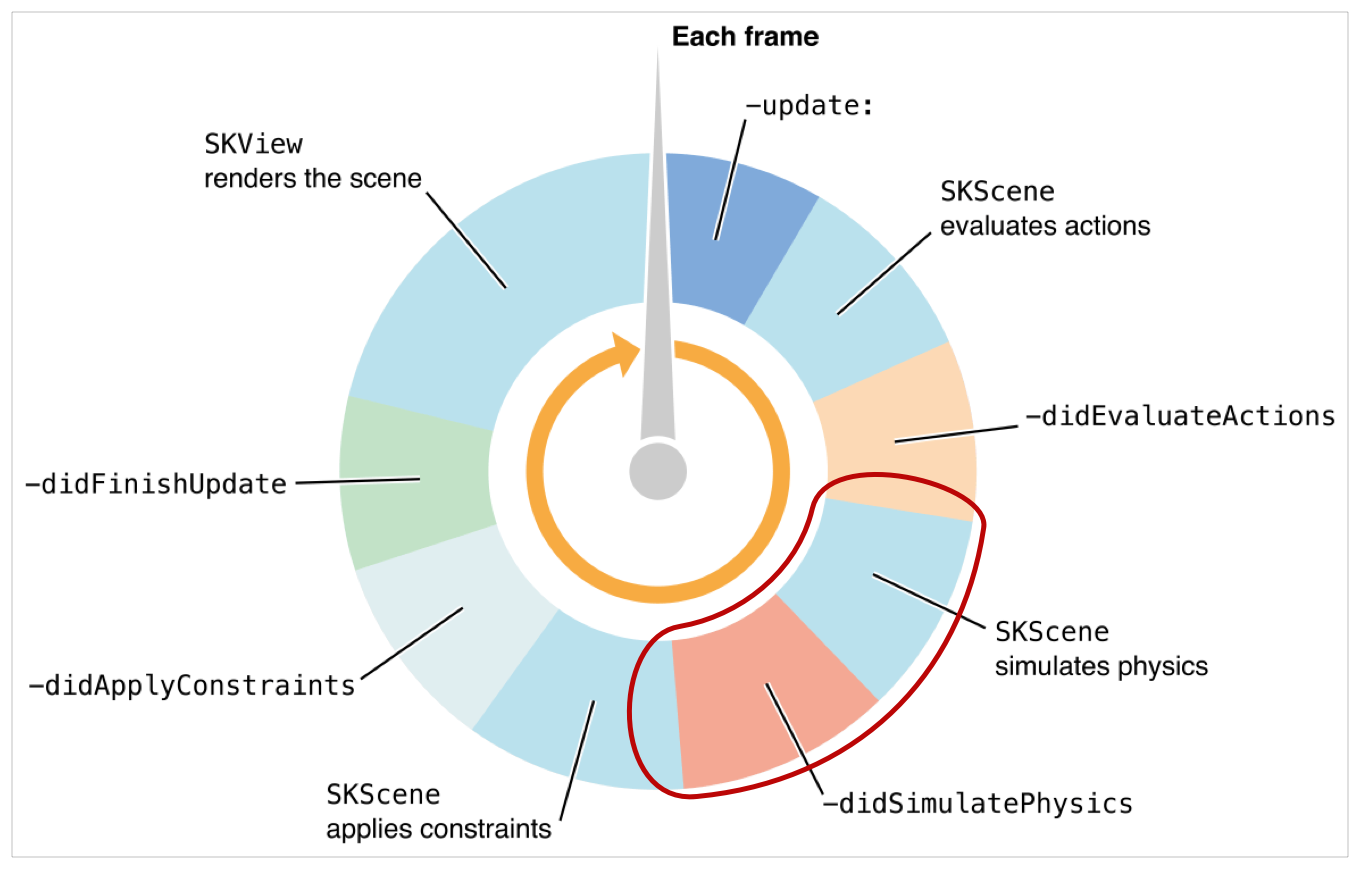 Each frame
-update:
SKScene
evaluates actions
-didEvaluateActions
SKScene
simulates physics
-didSimulatePhysics
SKScene
applies constraints
-didApplyConstraints
-didFinishUpdate
SKView
renders the scene